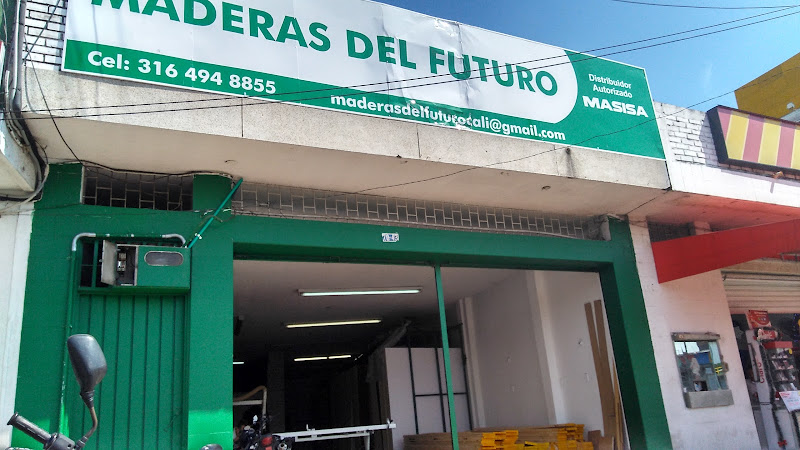 MADERAS DEL FUTURO
Cel: 316 494 8855
maderasdelfuturocali@gmail.com
Distribuidor
Autorizado
MASISA